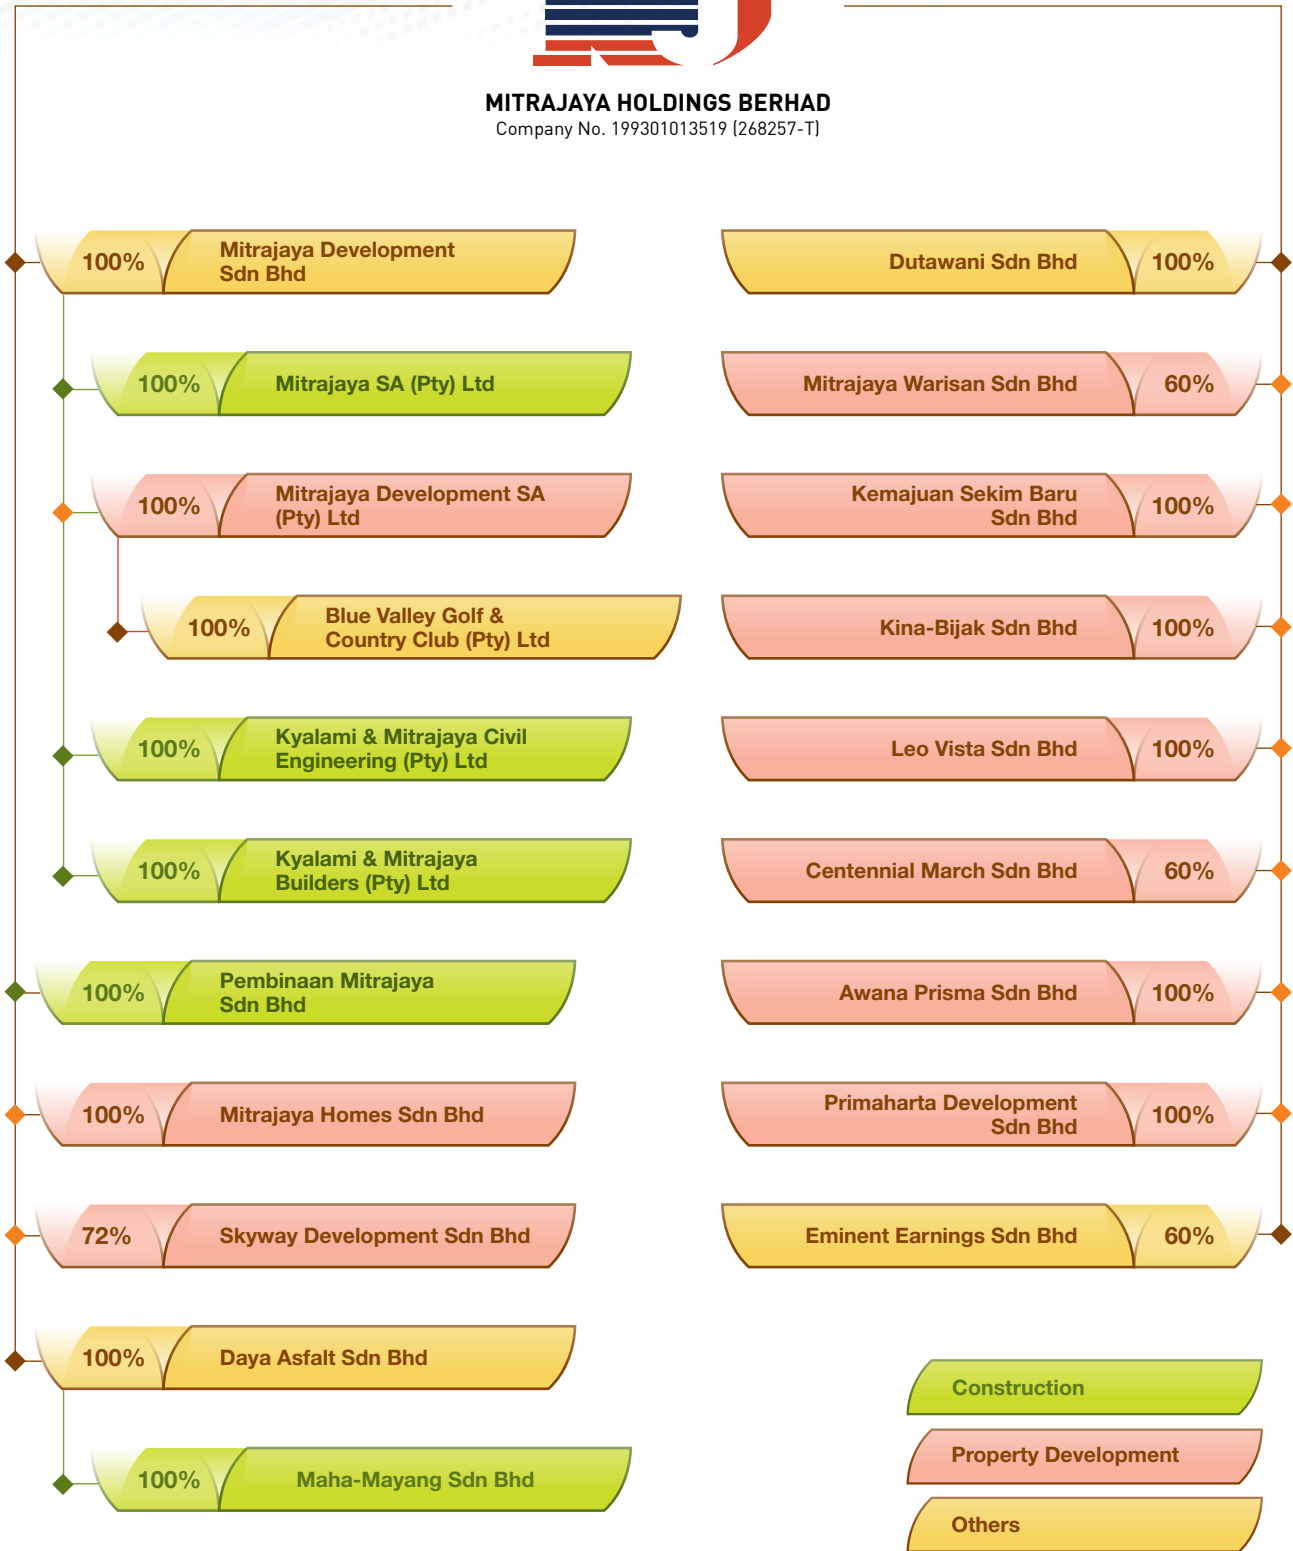 MITRAJAYA HOLDINGS BERHAD
Company No. 199301013519 (268257-T)
100%
Mitrajaya Development
Sdn Bhd
100%
Mitrajaya SA (Pty) Ltd
100%
Mitrajaya Development SA
(Pty) Ltd
100%
Blue Valley Golf &
Country Club (Pty) Ltd
100%
Kyalami & Mitrajaya Civil
Engineering (Pty) Ltd
100%
Kyalami & Mitrajaya
Builders (Pty) Ltd
100%
Pembinaan Mitrajaya
Sdn Bhd
100%
Mitrajaya Homes Sdn Bhd
72%
Skyway Development Sdn Bhd
100%
Daya Asfalt Sdn Bhd
100%
Maha-Mayang Sdn Bhd
Dutawani Sdn Bhd
100%
Mitrajaya Warisan Sdn Bhd
60%
Kemajuan Sekim Baru
Sdn Bhd
100%
Kina-Bijak Sdn Bhd
100%
Leo Vista Sdn Bhd
100%
Centennial March Sdn Bhd
60%
Awana Prisma Sdn Bhd
100%
Primaharta Development
Sdn Bhd
100%
Eminent Earnings Sdn Bhd
60%
Construction
Property Development
Others